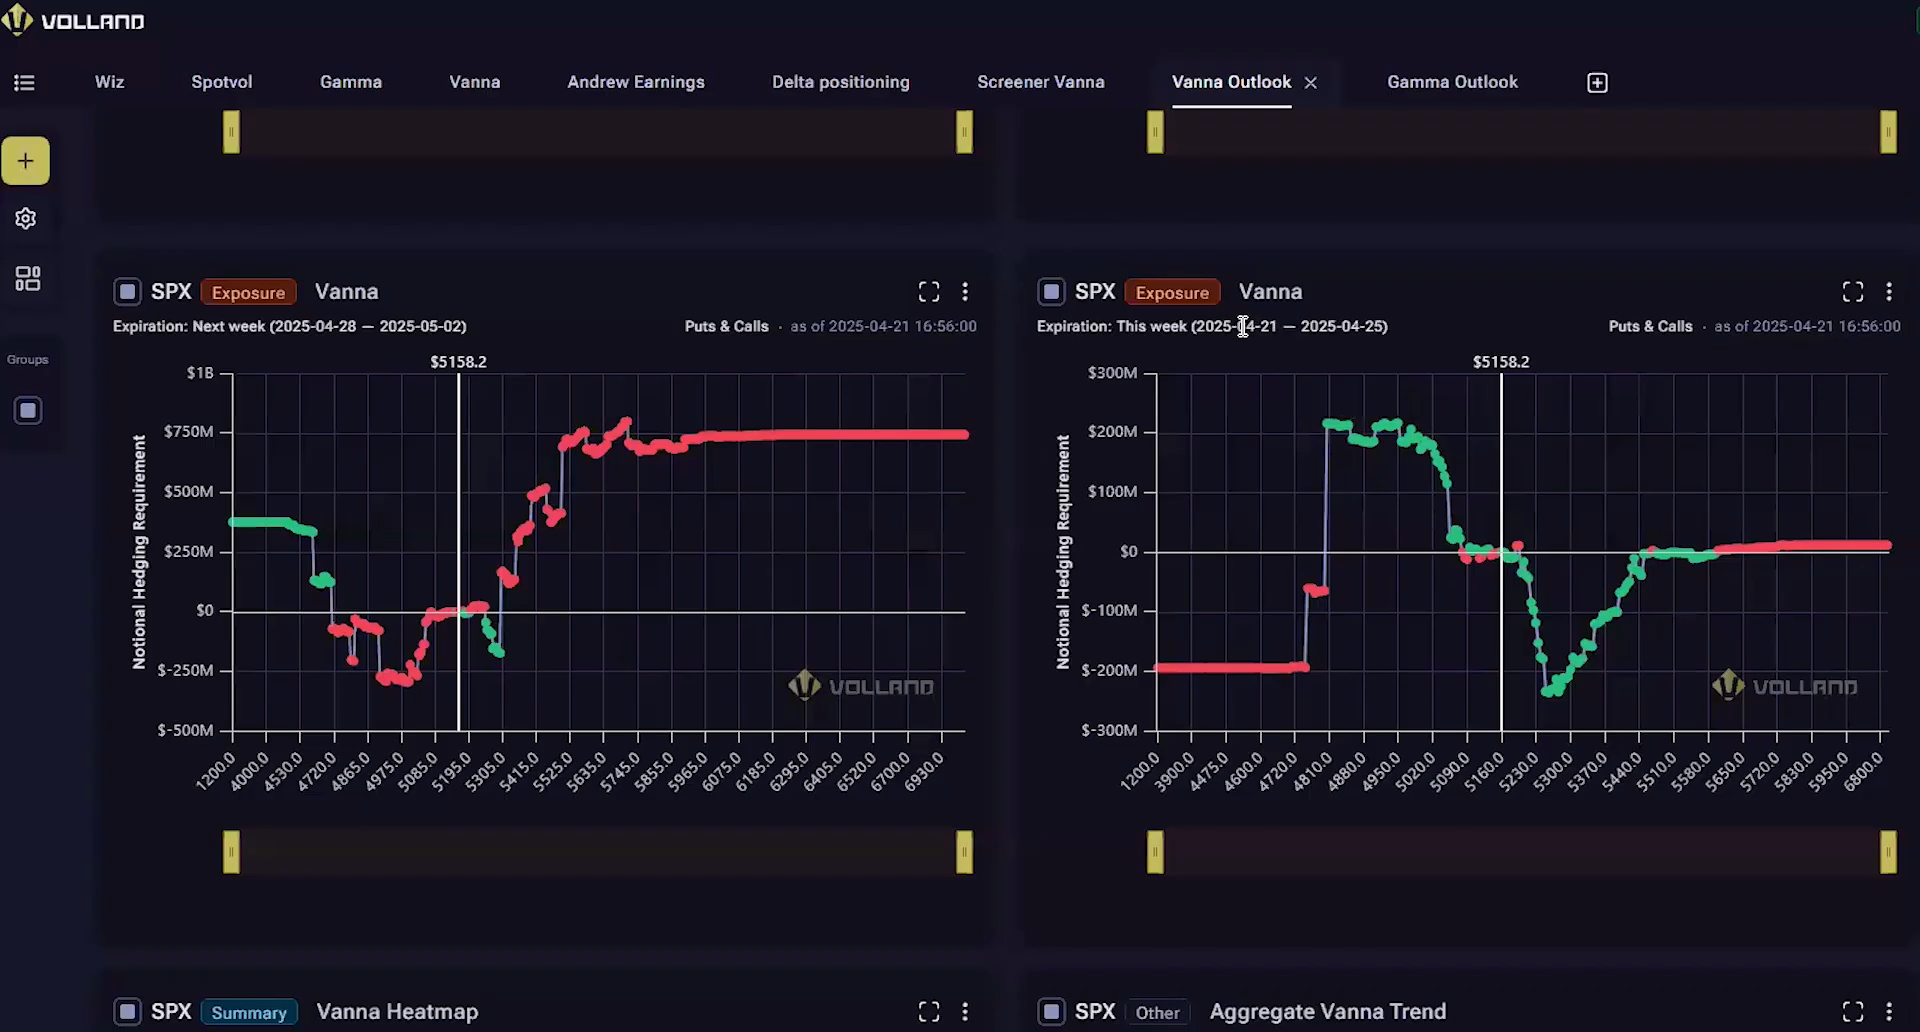 VOLLAND
Wiz
Spotvol
Gamma
Vanna
Andrew Earnings
Delta positioning
Screener Vanna
Vanna Outlook
Gamma Outlook
Groups
SPX Exposure Vanna
Expiration: Next week (2025-04-28 — 2025-05-02)
Puts & Calls · as of 2025-04-21 16:56:00
$5158.2
Notional Hedging Requirement
$1B
$750M
$500M
$250M
$0
$-250M
$-500M
VOLLAND
1200.0
4000.0
4530.0
4720.0
4865.0
4975.0
5085.0
5195.0
5305.0
5415.0
5525.0
5635.0
5745.0
5855.0
5965.0
6075.0
6185.0
6295.0
6405.0
6520.0
6700.0
6930.0
SPX Exposure Vanna
Expiration: This week (2025-04-21 — 2025-04-25)
Puts & Calls · as of 2025-04-21 16:56:00
$5158.2
Notional Hedging Requirement
$300M
$200M
$100M
$0
$-100M
$-200M
$-300M
VOLLAND
1200.0
3900.0
4475.0
4600.0
4720.0
4810.0
4880.0
4950.0
5020.0
5090.0
5160.0
5230.0
5300.0
5370.0
5440.0
5510.0
5580.0
5650.0
5720.0
5830.0
5950.0
6800.0
SPX Summary Vanna Heatmap
SPX Other Aggregate Vanna Trend